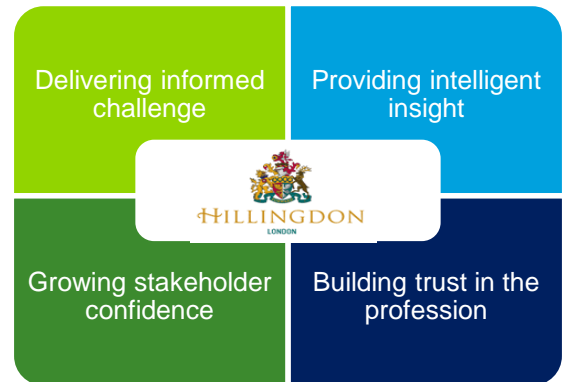 Delivering informed
challenge
Providing intelligent
insight
HILLINGDON
LONDON
Growing stakeholder
confidence
Building trust in the
profession